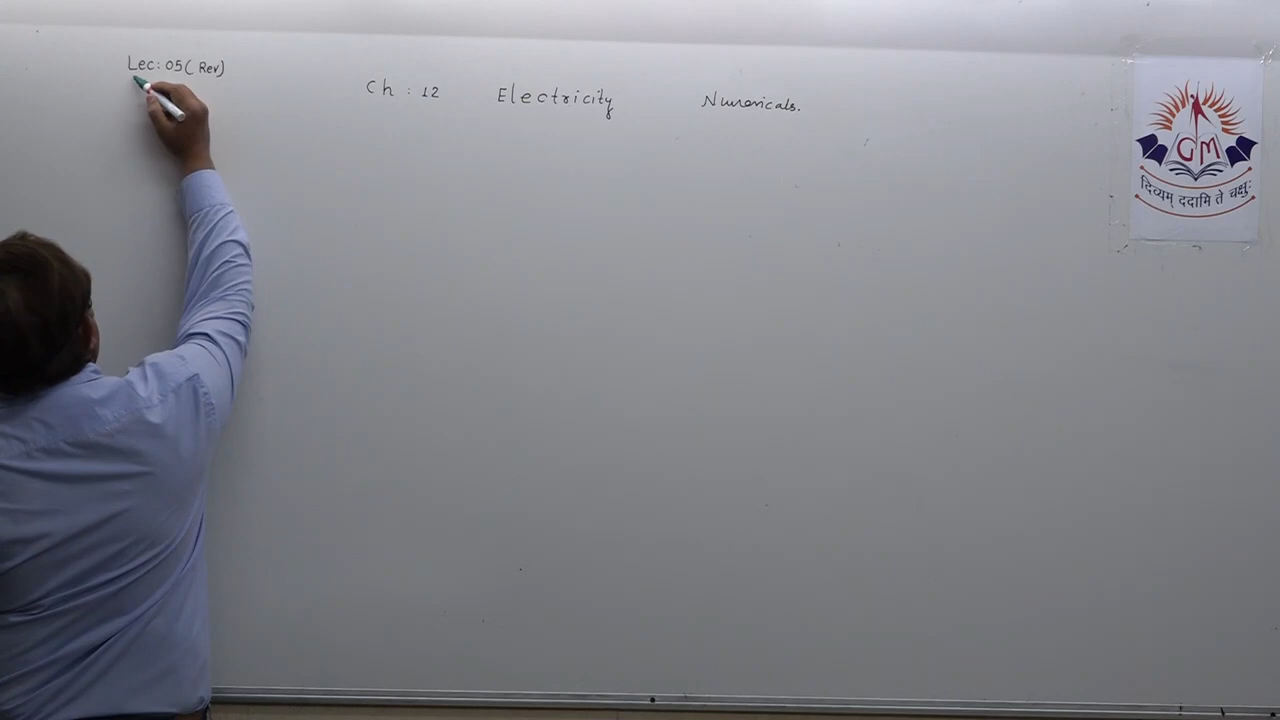 Lec: 05 (Rev)
Ch : 12 Electricity Numericals.
GM
दिव्यम् ददामि ते चक्षुः